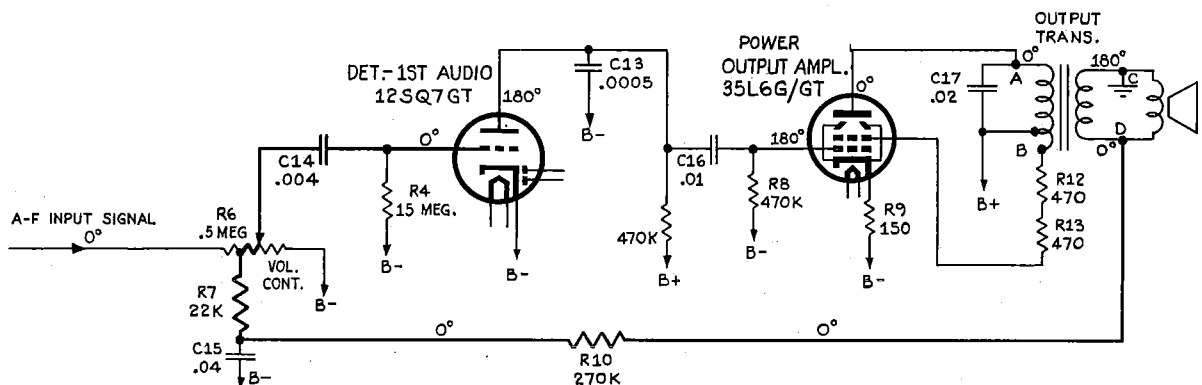 OUTPUT
TRANS.
POWER
OUTPUT AMPL.
35L6G/GT
DET.-1ST AUDIO
12SQ7GT
C13
.0005
C17
.02
0°
A
180°
C
D
0°
B
180°
0°
B-
0°
180°
C14
.004
C16
.01
R4
15 MEG.
R8
470K
R9
150
B+
R12
470
R13
470
A-F INPUT SIGNAL
0°
R6
.5 MEG
VOL.
CONT.
B-
B-
B-
470K
B+
B-
B-
R7
22K
C15
.04
B-
0°
R10
270K
0°